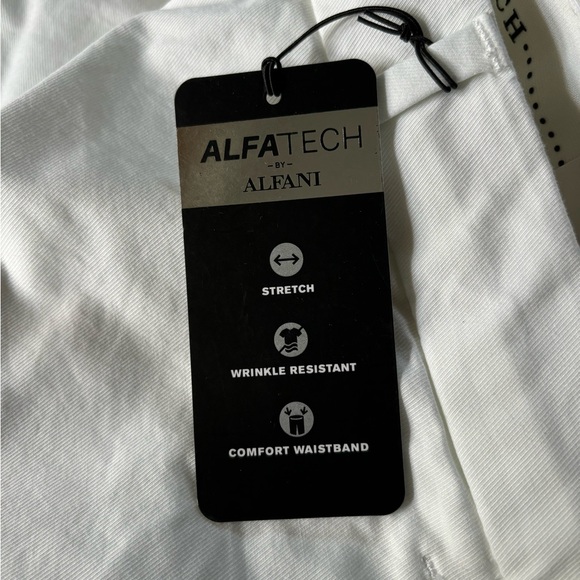 ALFATECH
-BY-
ALFANI
STRETCH
WRINKLE RESISTANT
COMFORT WAISTBAND